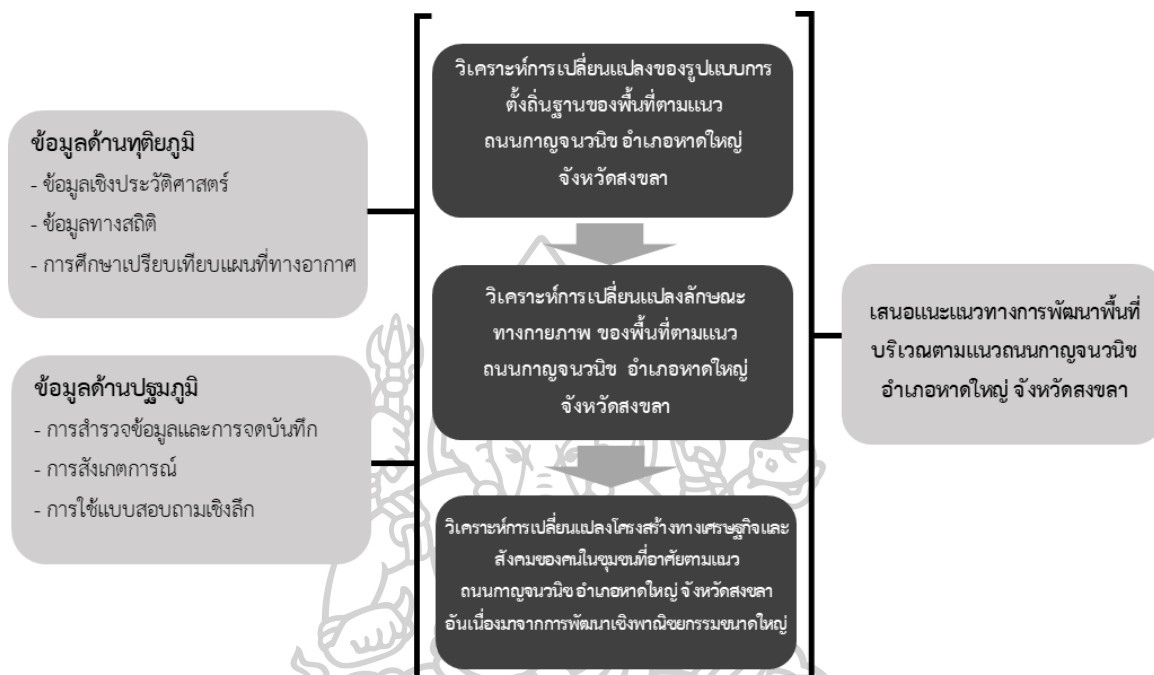 ข้อมูลด้านทุติยภูมิ
- ข้อมูลเชิงประวัติศาสตร์
- ข้อมูลทางสถิติ
- การศึกษาเปรียบเทียบแผนที่ทางอากาศ
ข้อมูลด้านปฐมภูมิ
- การสำรวจข้อมูลและการจดบันทึก
- การสังเกตการณ์
- การใช้แบบสอบถามเชิงลึก
วิเคราะห์การเปลี่ยนแปลงของรูปแบบการ
ตั้งถิ่นฐานของพื้นที่ตามแนว
ถนนกาญจนวนิช อำเภอหาดใหญ่
จังหวัดสงขลา
วิเคราะห์การเปลี่ยนแปลงลักษณะ
ทางกายภาพ ของพื้นที่ตามแนว
ถนนกาญจนวนิช อำเภอหาดใหญ่
จังหวัดสงขลา
วิเคราะห์การเปลี่ยนแปลงโครงสร้างทางเศรษฐกิจและ
สังคมของคนในชุมชนที่อาศัยตามแนว
ถนนกาญจนวนิช อำเภอหาดใหญ่ จังหวัดสงขลา
อันเนื่องมาจากการพัฒนาเชิงพาณิชยกรรมขนาดใหญ่
เสนอแนะแนวทางการพัฒนาพื้นที่
บริเวณตามแนวถนนกาญจนวนิช
อำเภอหาดใหญ่ จังหวัดสงขลา